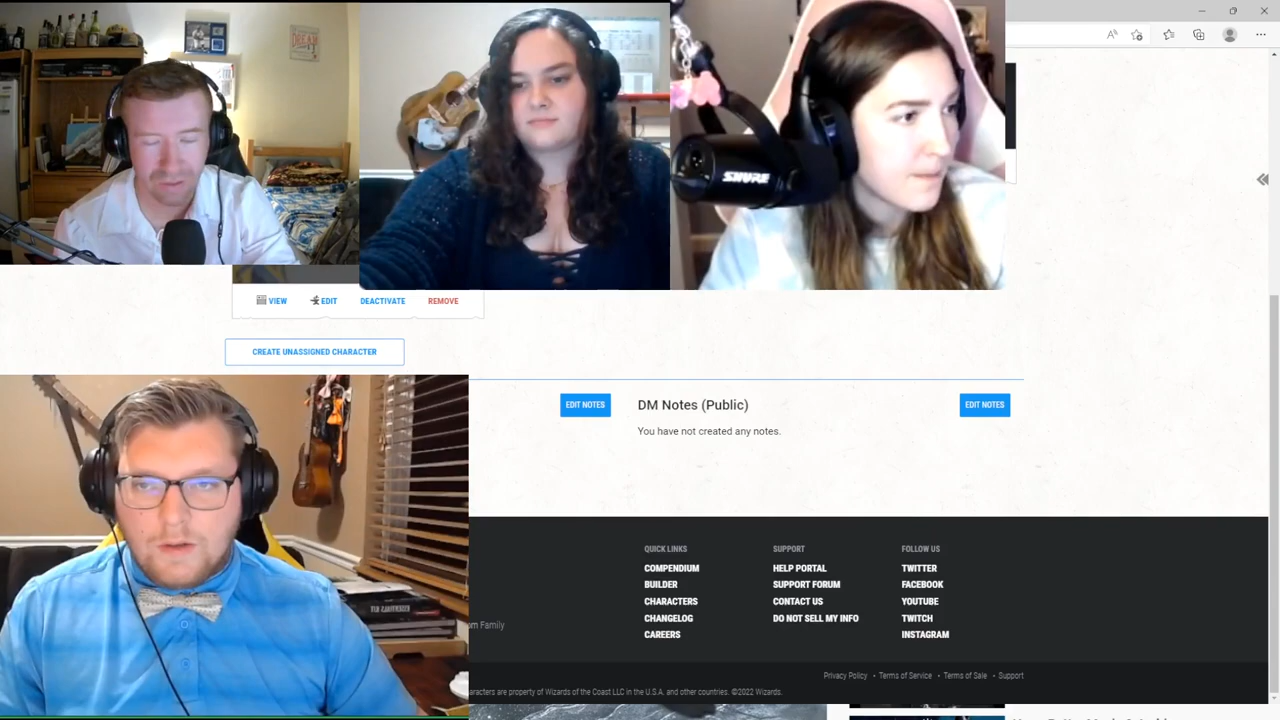 DREAM
SHURE
VIEW
EDIT
DEACTIVATE
REMOVE
CREATE UNASSIGNED CHARACTER
EDIT NOTES
DM Notes (Public)
EDIT NOTES
You have not created any notes.
QUICK LINKS
COMPENDIUM
BUILDER
CHARACTERS
CHANGELOG
CAREERS
SUPPORT
HELP PORTAL
SUPPORT FORUM
CONTACT US
DO NOT SELL MY INFO
FOLLOW US
TWITTER
FACEBOOK
YOUTUBE
TWITCH
INSTAGRAM
Family
Privacy Policy • Terms of Service • Terms of Sale • Support
are property of Wizards of the Coast LLC in the U.S.A. and other countries. ©2022 Wizards.